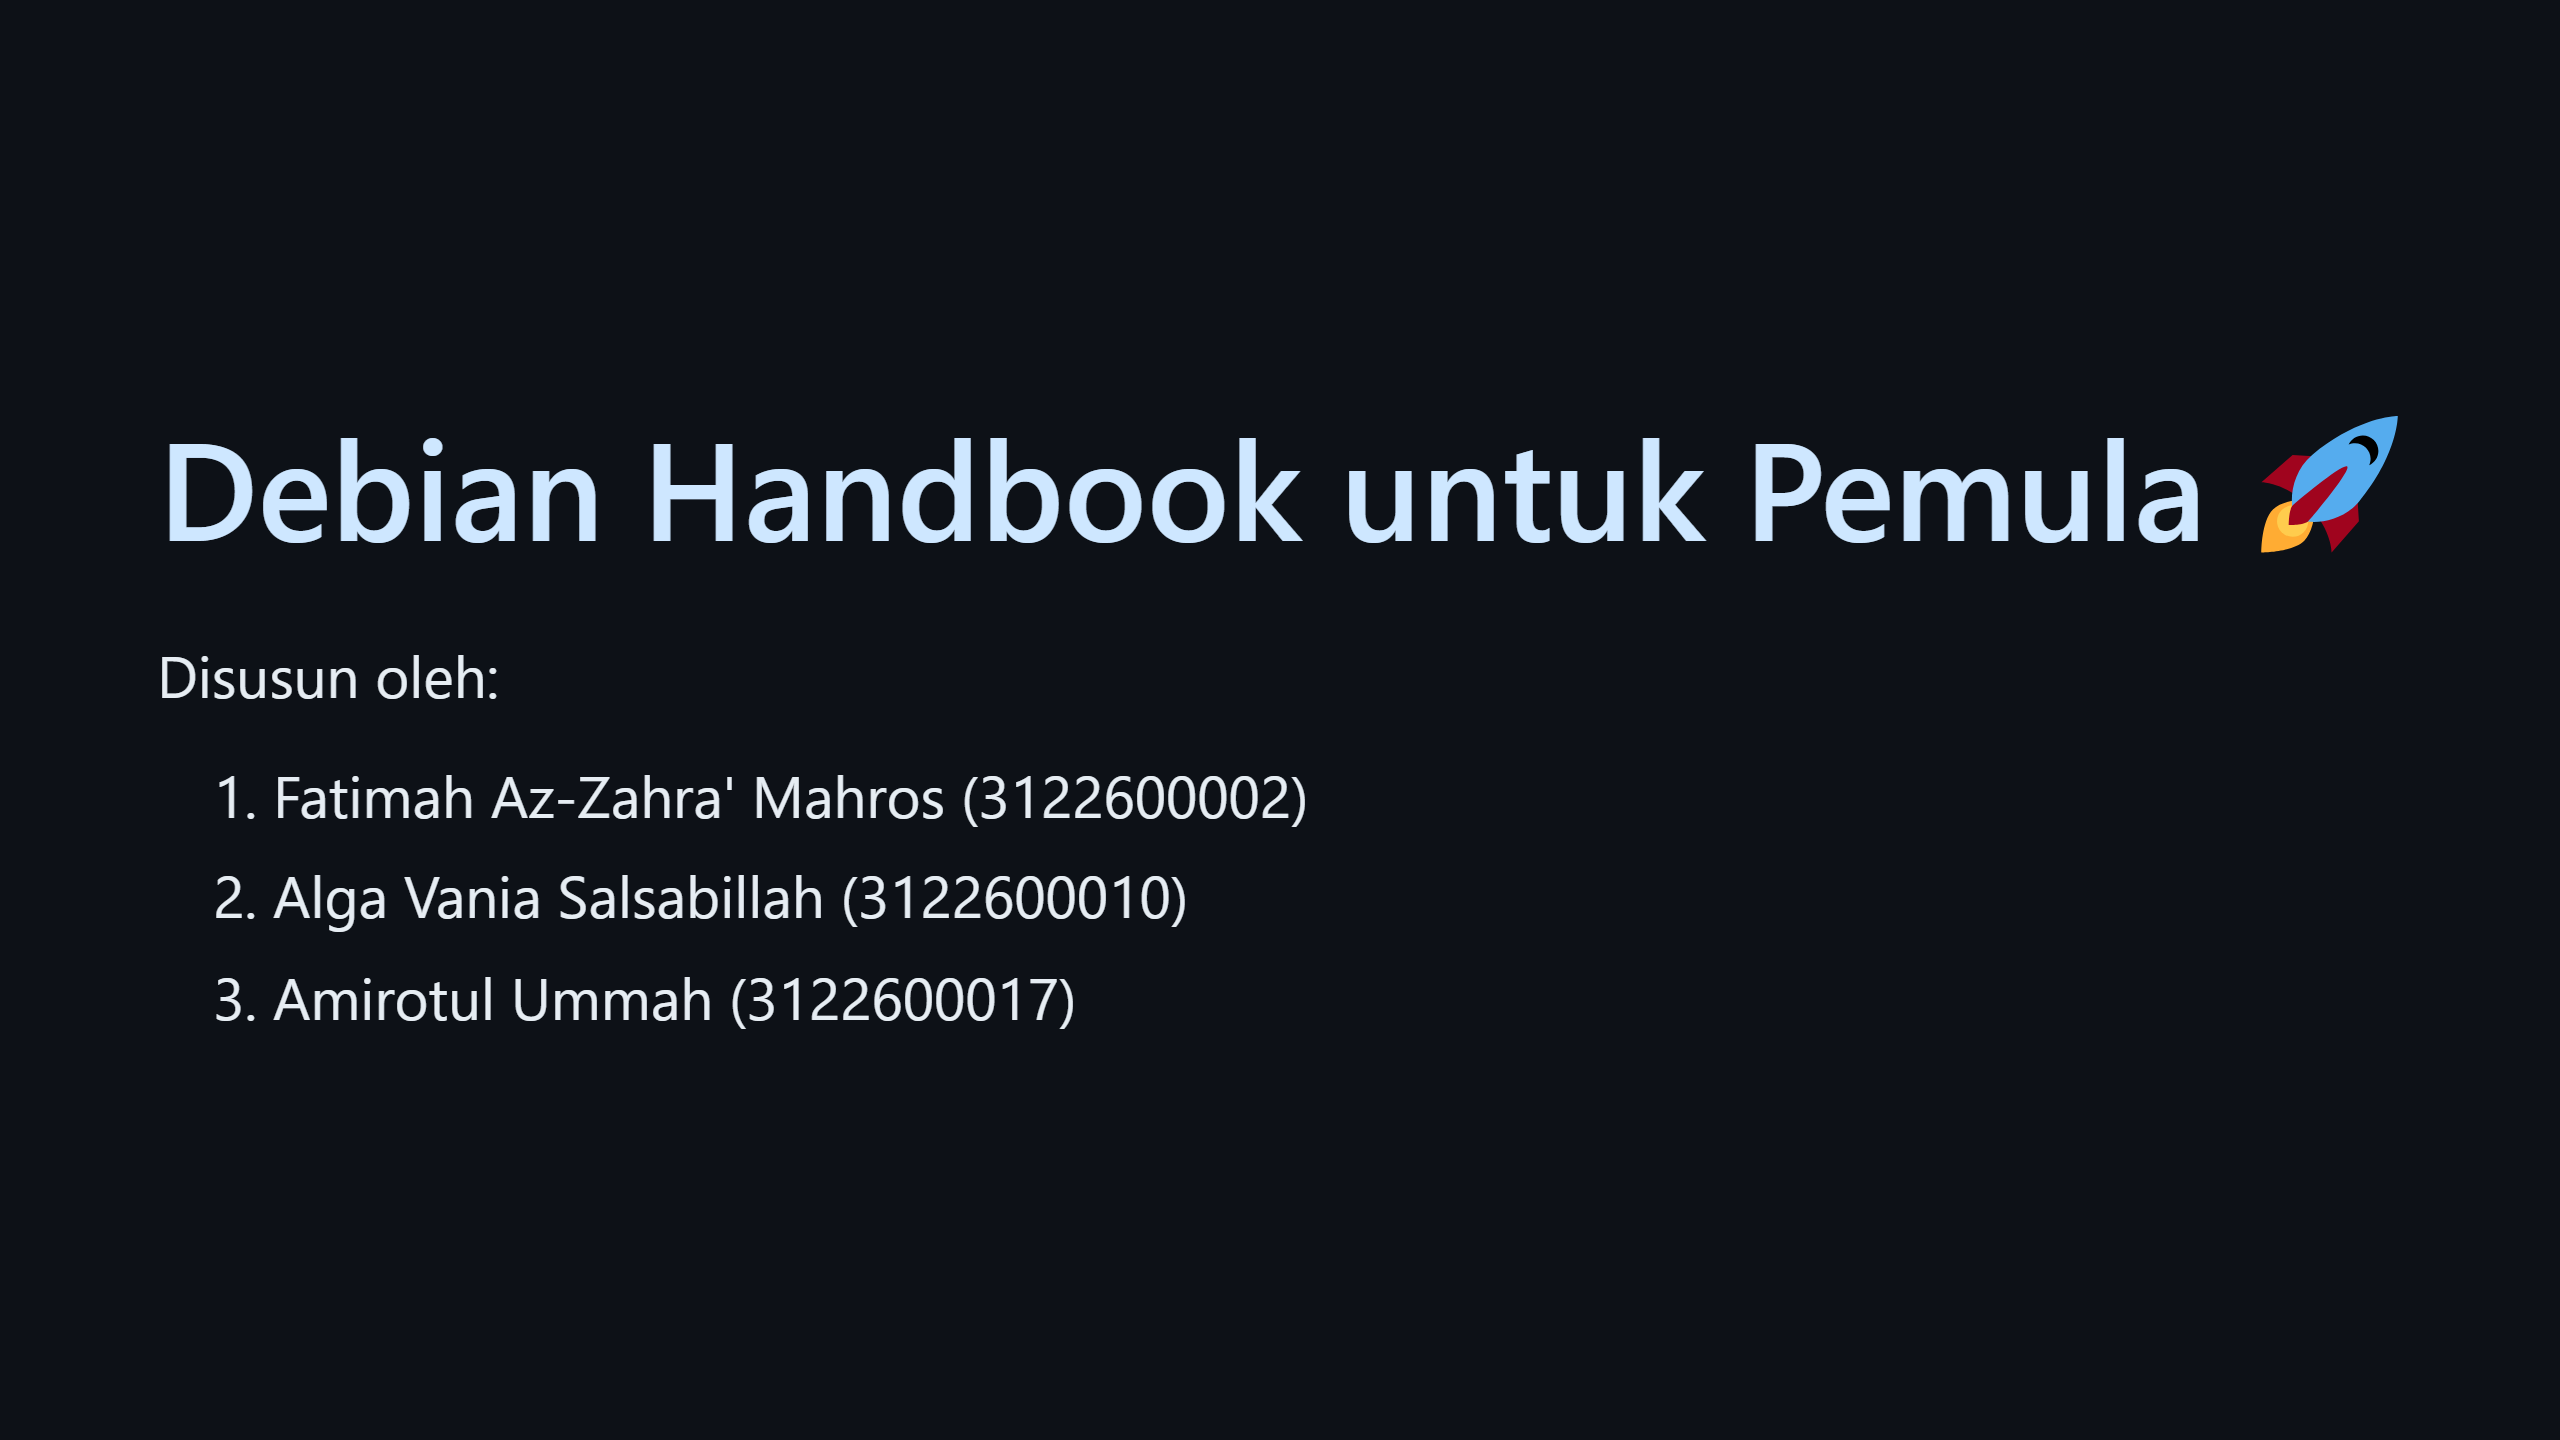 Debian Handbook untuk Pemula 🚀
Disusun oleh:
1. Fatimah Az-Zahra' Mahros (3122600002)
2. Alga Vania Salsabillah (3122600010)
3. Amirotul Ummah (3122600017)